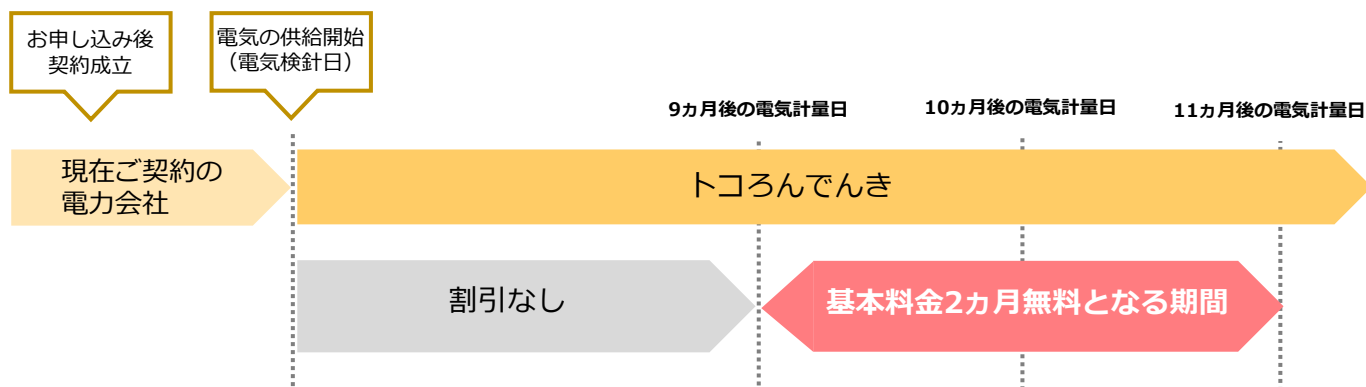 お申し込み後
契約成立
電気の供給開始
（電気検針日）
9ヵ月後の電気計量日
10ヵ月後の電気計量日
11ヵ月後の電気計量日
現在ご契約の
電力会社
トコろんでんき
割引なし
基本料金2ヵ月無料となる期間